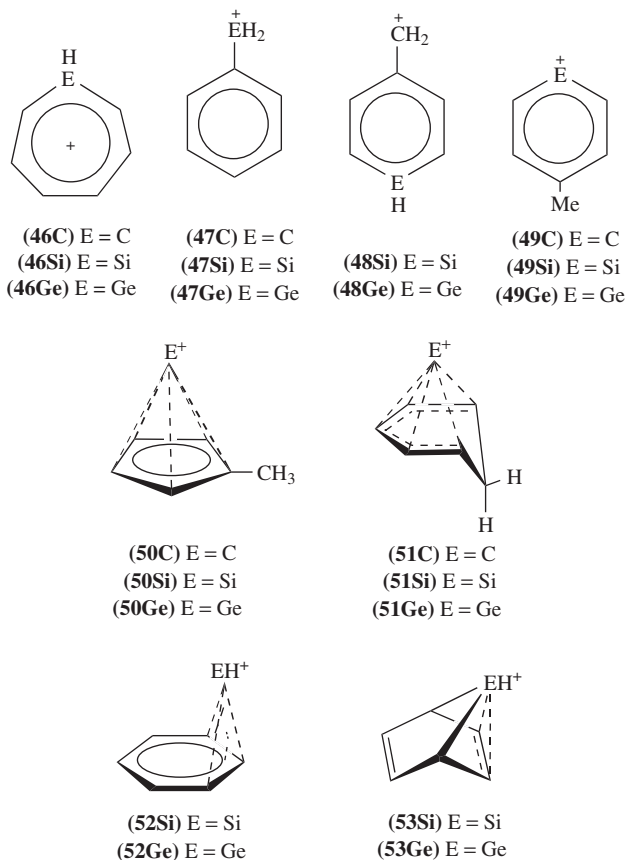 H
E
+
+
EH2
+
CH2
E
H
+
E
Me
(46C) E = C
(46Si) E = Si
(46Ge) E = Ge
(47C) E = C
(47Si) E = Si
(47Ge) E = Ge
(48Si) E = Si
(48Ge) E = Ge
(49C) E = C
(49Si) E = Si
(49Ge) E = Ge
E+
CH3
E+
H
H
(50C) E = C
(50Si) E = Si
(50Ge) E = Ge
(51C) E = C
(51Si) E = Si
(51Ge) E = Ge
EH+
EH+
(52Si) E = Si
(52Ge) E = Ge
(53Si) E = Si
(53Ge) E = Ge